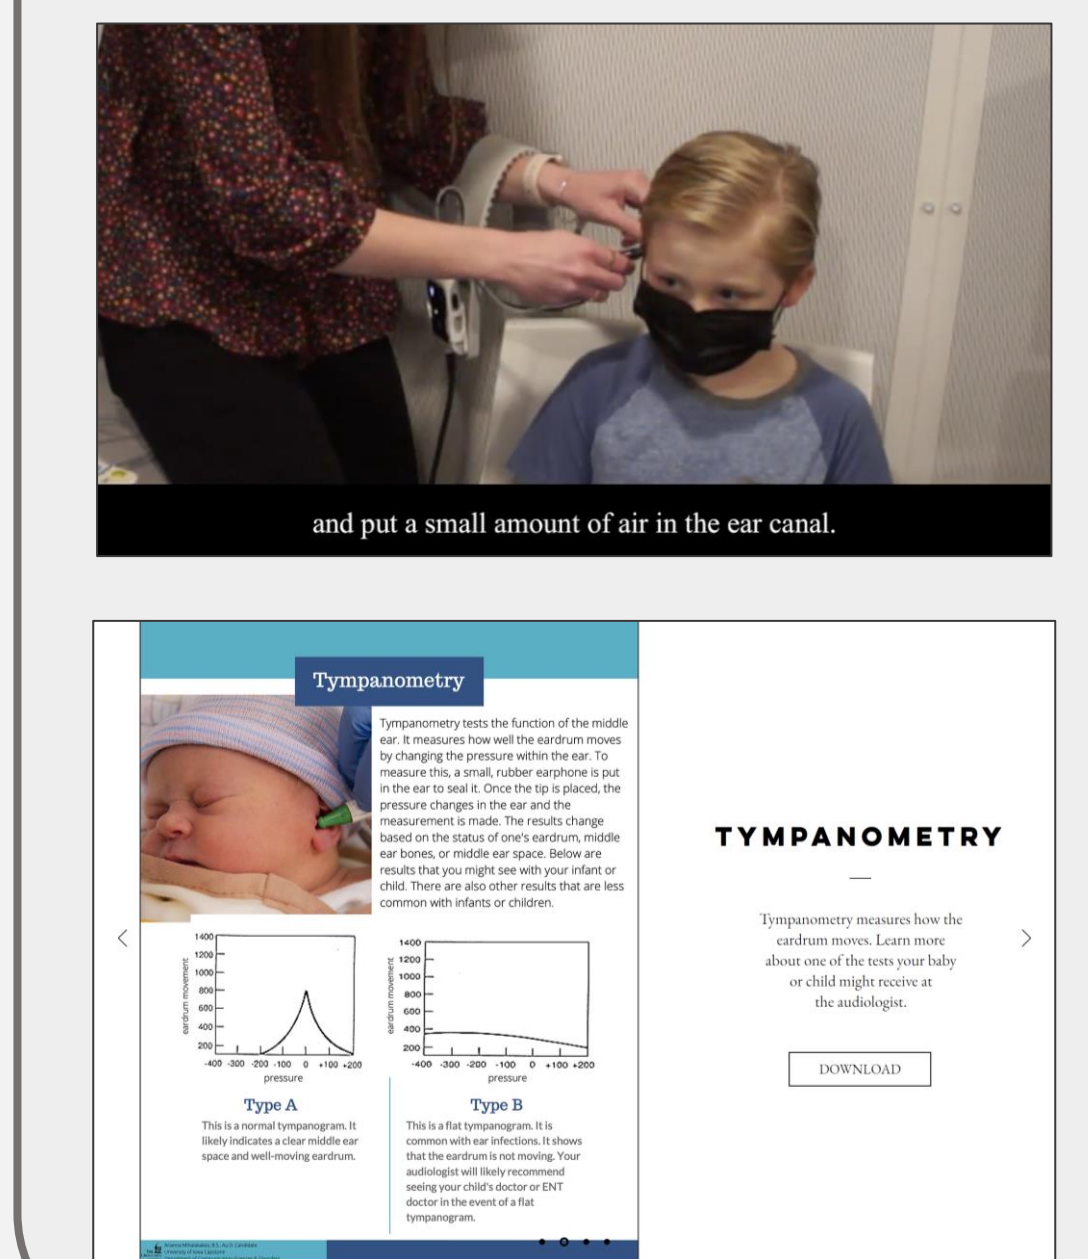 and put a small amount of air in the ear canal.
Tympanometry
Tympanometry tests the function of the middle
ear. It measures how well the eardrum moves
by changing the pressure within the ear. To
measure this, a small, rubber earphone is put
in the ear to seal it. Once the tip is placed, the
pressure changes in the ear and the
measurement is made. The results change
based on the status of one's eardrum, middle
ear bones, or middle ear space. Below are
results that you might see with your infant or
child. There are also other results that are less
common with infants or children.
eardrum movement
1400
1200
1000
800
600
400
200
-400 -300 -200 -100 0 +100 +200
pressure
Type A
This is a normal tympanogram. It
likely indicates a clear middle ear
space and well-moving eardrum.
eardrum movement
1400
1200
1000
800
600
400
200
-400 -300 -200 -100 0 +100 +200
pressure
Type B
This is a flat tympanogram. It is
common with ear infections. It shows
that the eardrum is not moving. Your
audiologist will likely recommend
seeing your child's doctor or ENT
doctor in the event of a flat
tympanogram.
University of Iowa Capstone
TYMPANOMETRY
Tympanometry measures how the
eardrum moves. Learn more
about one of the tests your baby
or child might receive at
the audiologist.
DOWNLOAD